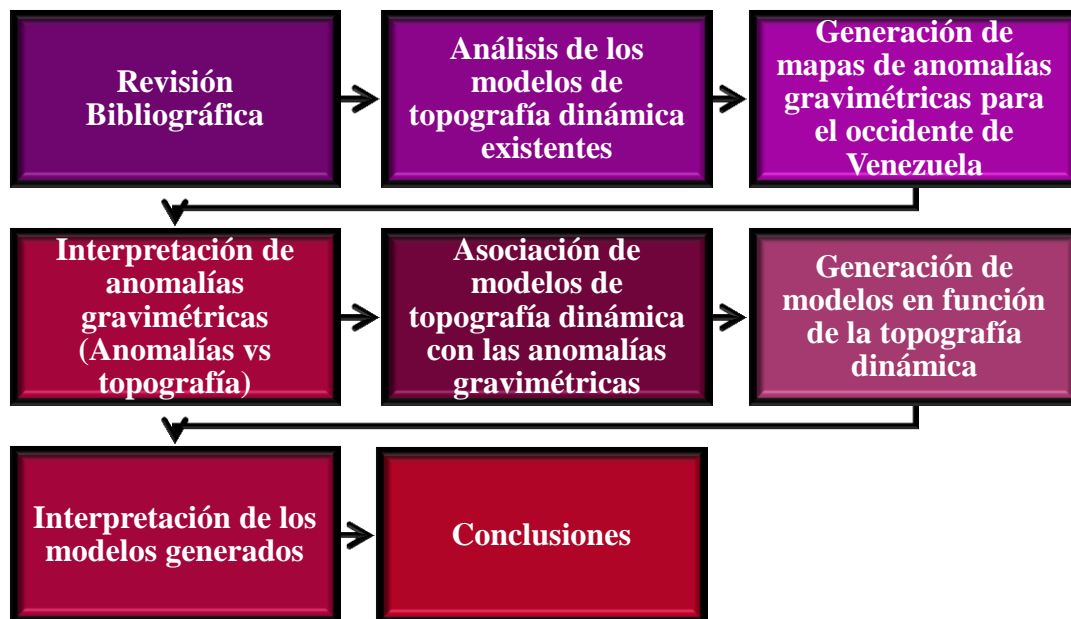 Revisión
Bibliográfica
Análisis de los
modelos de
topografía dinámica
existentes
Generación de
mapas de anomalías
gravimétricas para
el occidente de
Venezuela
Interpretación de
anomalías
gravimétricas
(Anomalías vs
topografía)
Asociación de
modelos de
topografía dinámica
con las anomalías
gravimétricas
Generación de
modelos en función
de la topografía
dinámica
Interpretación de los
modelos generados
Conclusiones